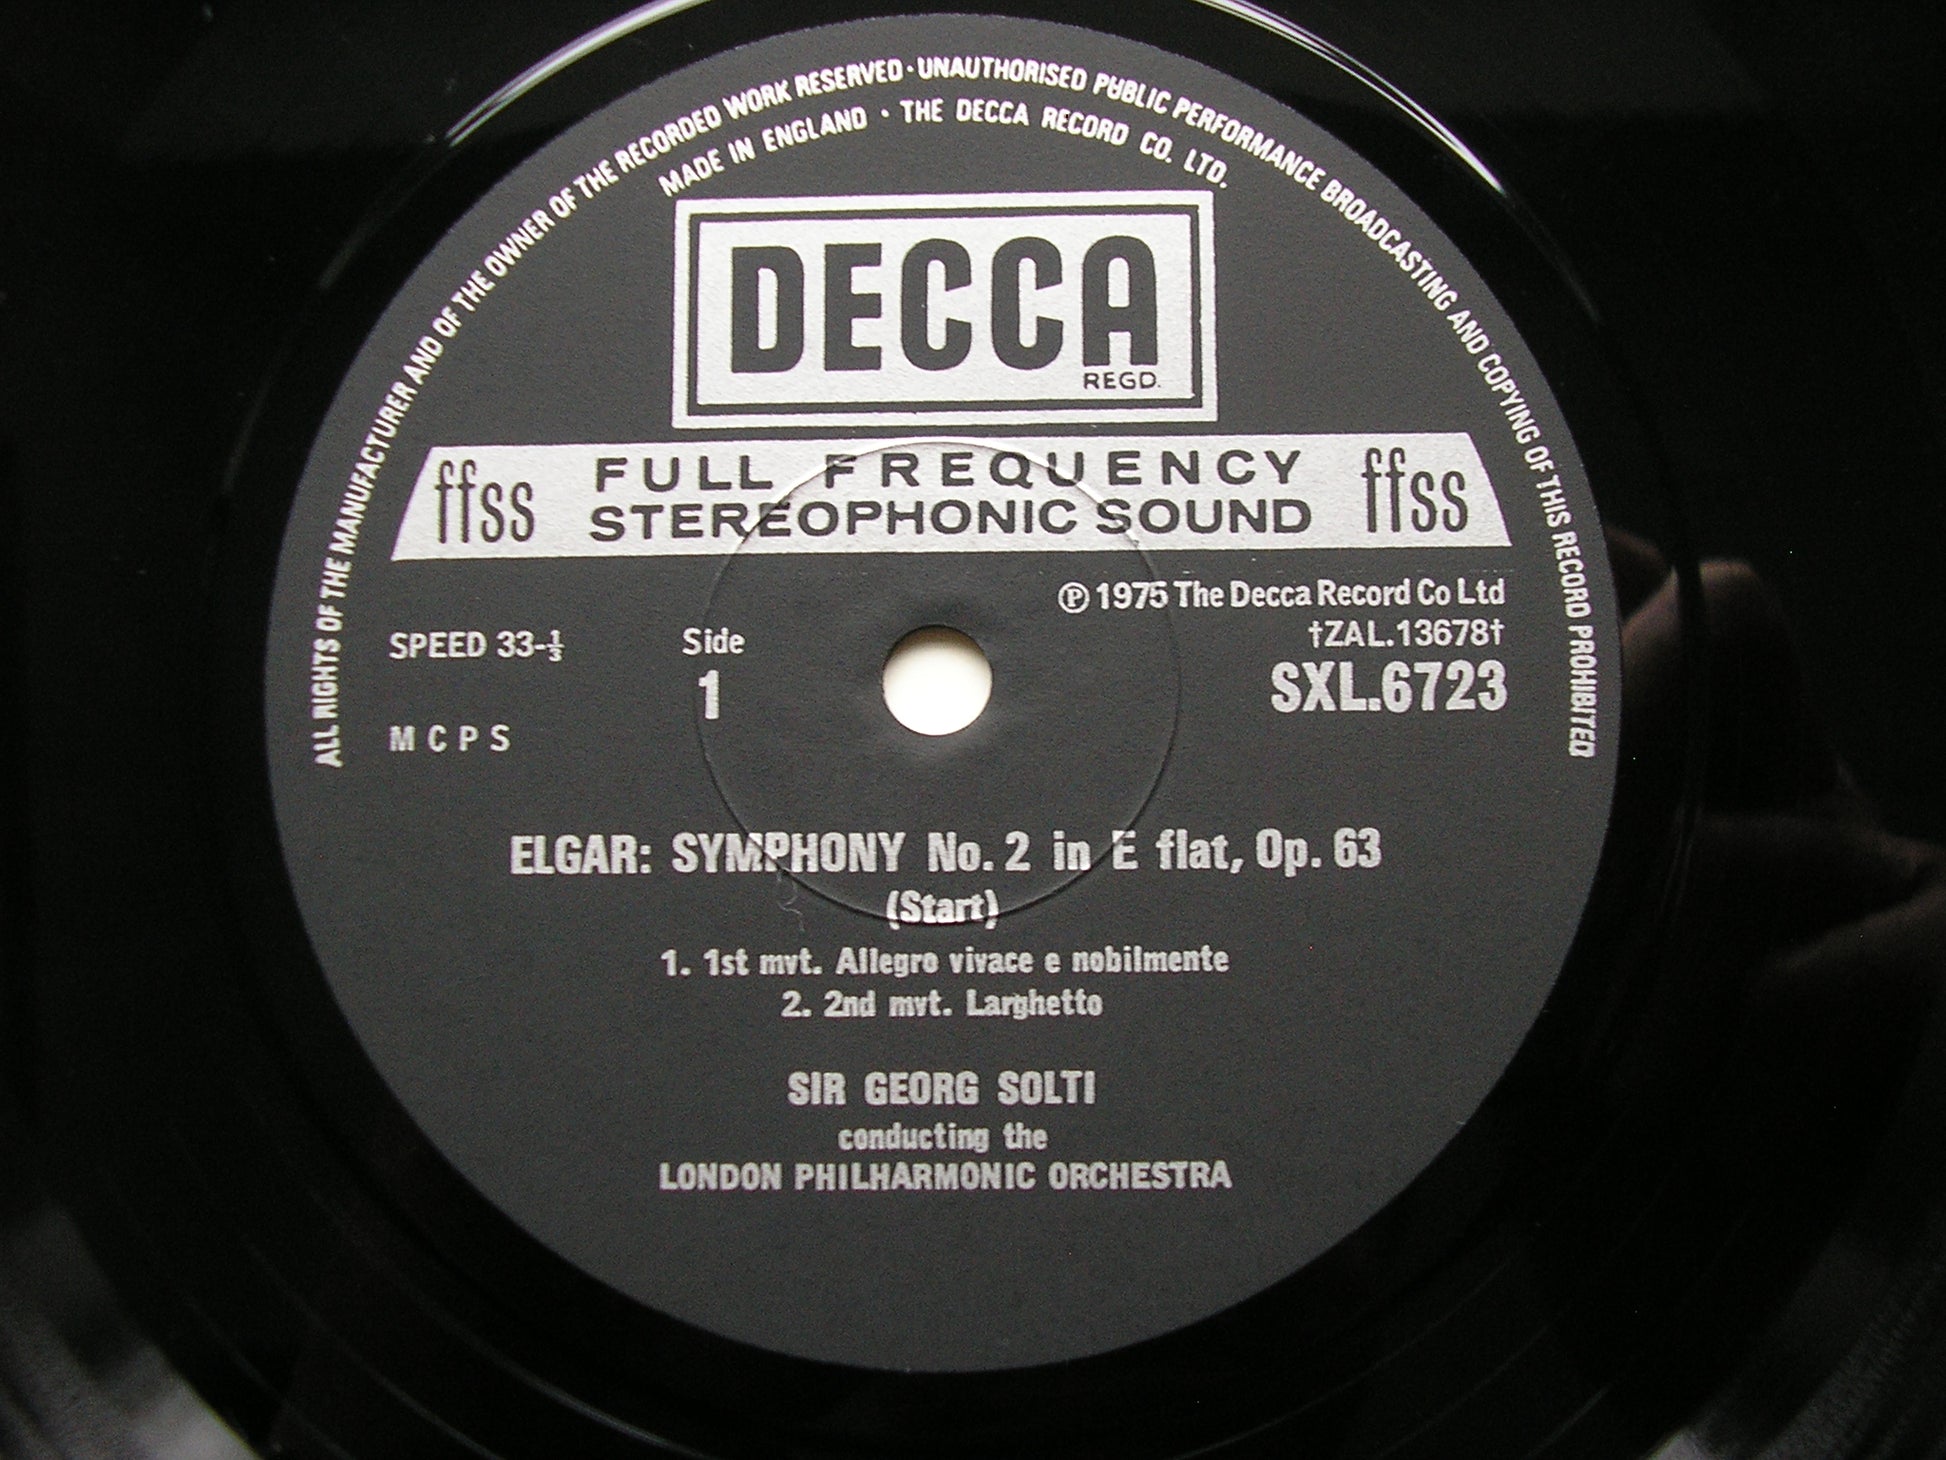 ALL RIGHTS OF THE MANUFACTURER AND OF THE OWNER OF THE RECORDED WORK RESERVED · UNAUTHORISED PUBLIC PERFORMANCE BROADCASTING AND COPYING OF THIS RECORD PROHIBITED
MADE IN ENGLAND · THE DECCA RECORD CO. LTD.
DECCA
REGD.
ffss FULL FREQUENCY ffss
STEREOPHONIC SOUND
℗ 1975 The Decca Record Co Ltd
†ZAL.13678†
SPEED 33-⅓ Side
1 SXL.6723
M C P S
ELGAR: SYMPHONY No. 2 in E flat, Op. 63
(Start)
1. 1st mvt. Allegro vivace e nobilmente
2. 2nd mvt. Larghetto
SIR GEORG SOLTI
conducting the
LONDON PHILHARMONIC ORCHESTRA